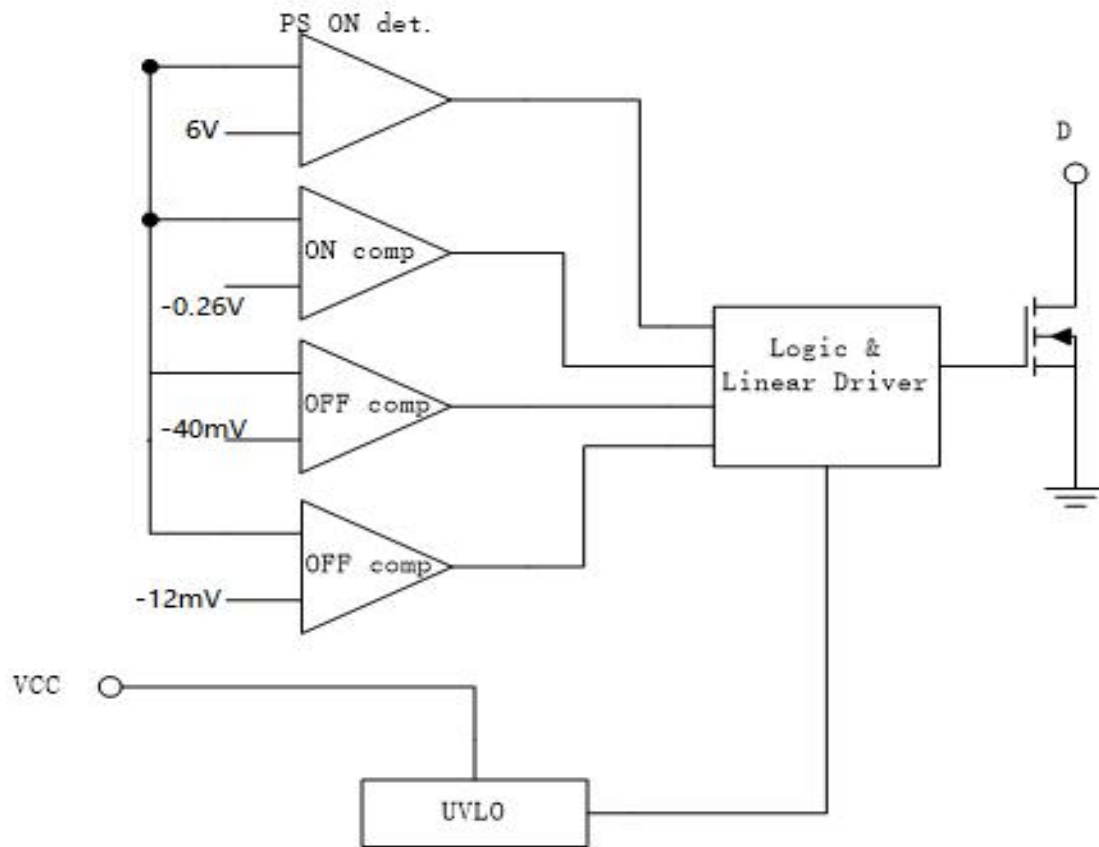 PS ON det.
6V
D
ON comp
-0.26V
Logic &
Linear Driver
OFF comp
-40mV
OFF comp
-12mV
VCC
UVLO